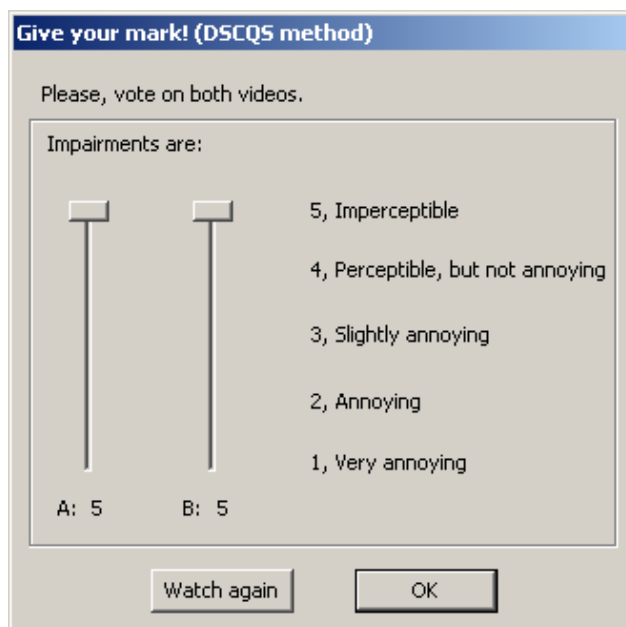 Give your mark! (DSCQS method)
Please, vote on both videos.
Impairments are:
5, Imperceptible
4, Perceptible, but not annoying
3, Slightly annoying
2, Annoying
1, Very annoying
A: 5 B: 5
Watch again OK